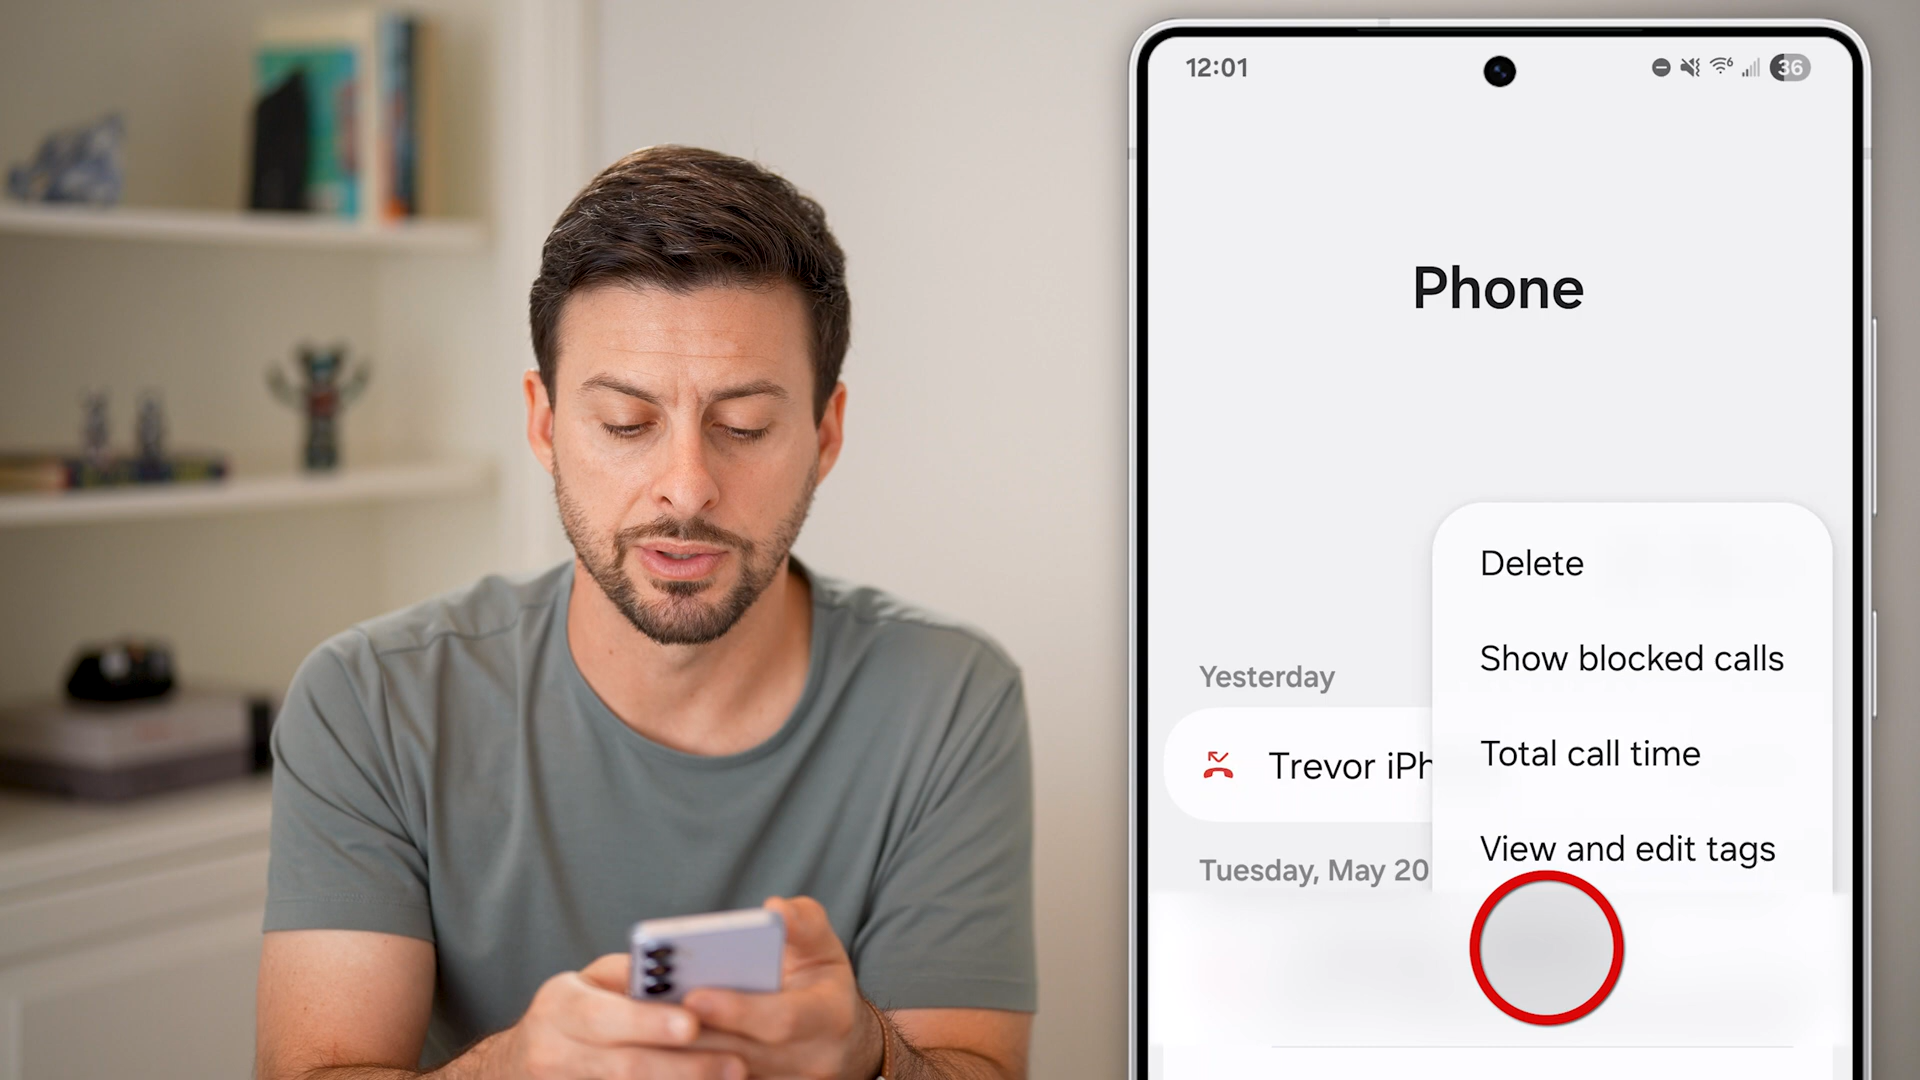 12:01
6
36
Phone
Delete
Show blocked calls
Yesterday
Total call time
Trevor iPh
View and edit tags
Tuesday, May 20